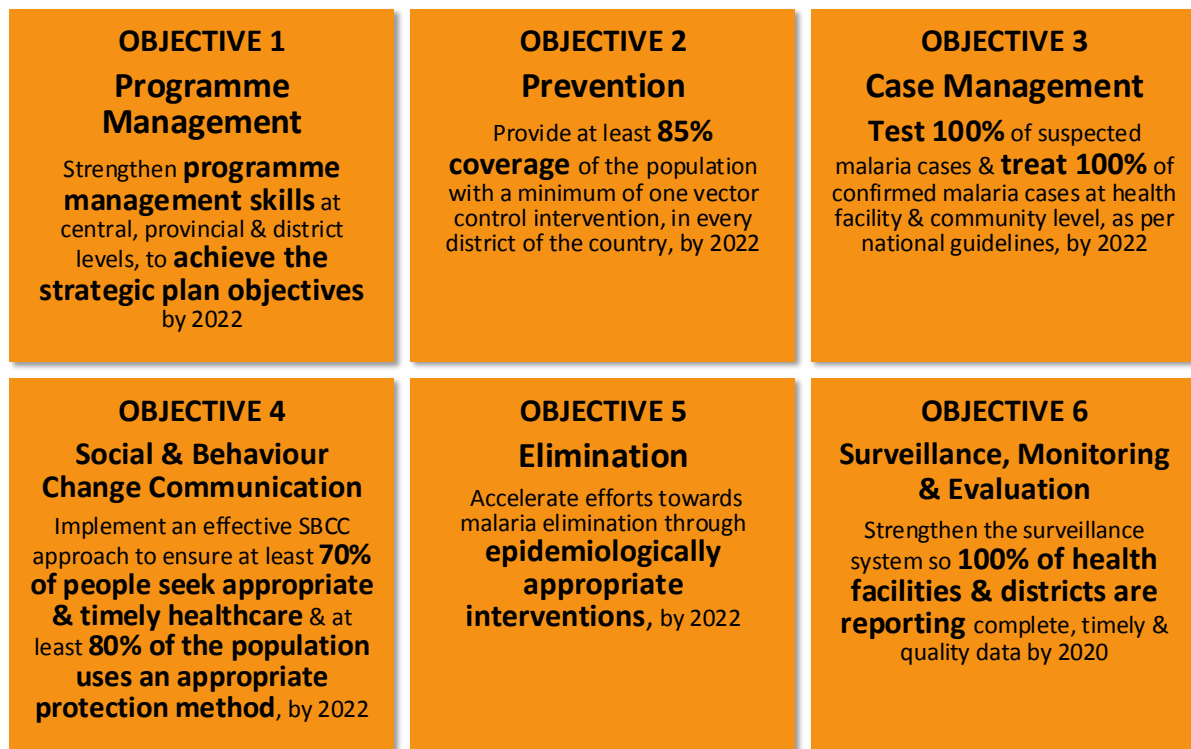 OBJECTIVE 1
Programme
Management
Strengthen programme
management skills at
central, provincial & district
levels, to achieve the
strategic plan objectives
by 2022
OBJECTIVE 2
Prevention
Provide at least 85%
coverage of the population
with a minimum of one vector
control intervention, in every
district of the country, by 2022
OBJECTIVE 3
Case Management
Test 100% of suspected
malaria cases & treat 100% of
confirmed malaria cases at health
facility & community level, as per
national guidelines, by 2022
OBJECTIVE 4
Social & Behaviour
Change Communication
Implement an effective SBCC
approach to ensure at least 70%
of people seek appropriate
& timely healthcare & at
least 80% of the population
uses an appropriate
protection method, by 2022
OBJECTIVE 5
Elimination
Accelerate efforts towards
malaria elimination through
epidemiologically
appropriate
interventions, by 2022
OBJECTIVE 6
Surveillance, Monitoring
& Evaluation
Strengthen the surveillance
system so 100% of health
facilities & districts are
reporting complete, timely &
quality data by 2020